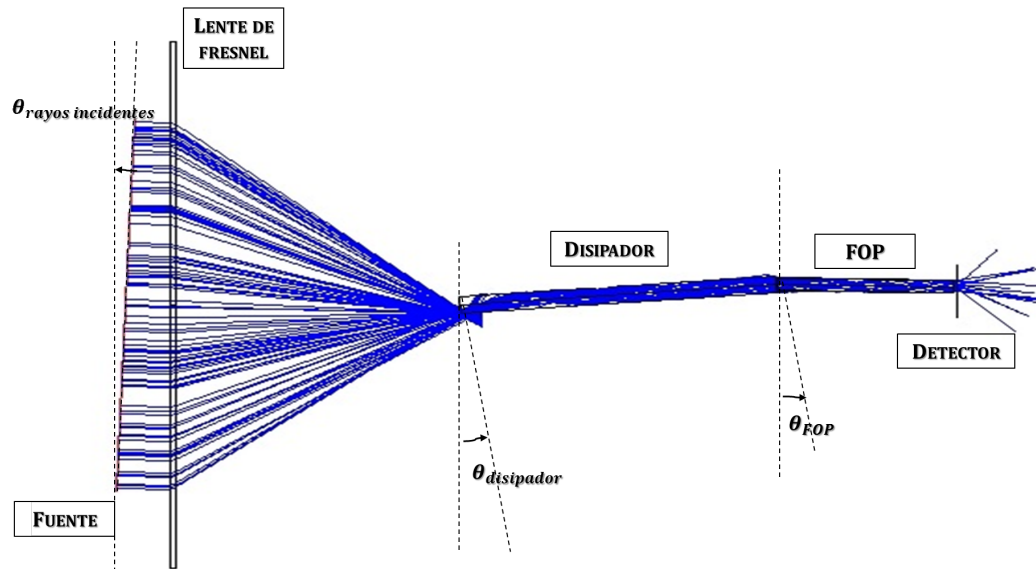 LENTE DE
FRESNEL
θrayos incidentes
DISIPADOR
FOP
DETECTOR
θFOP
θdisipador
FUENTE